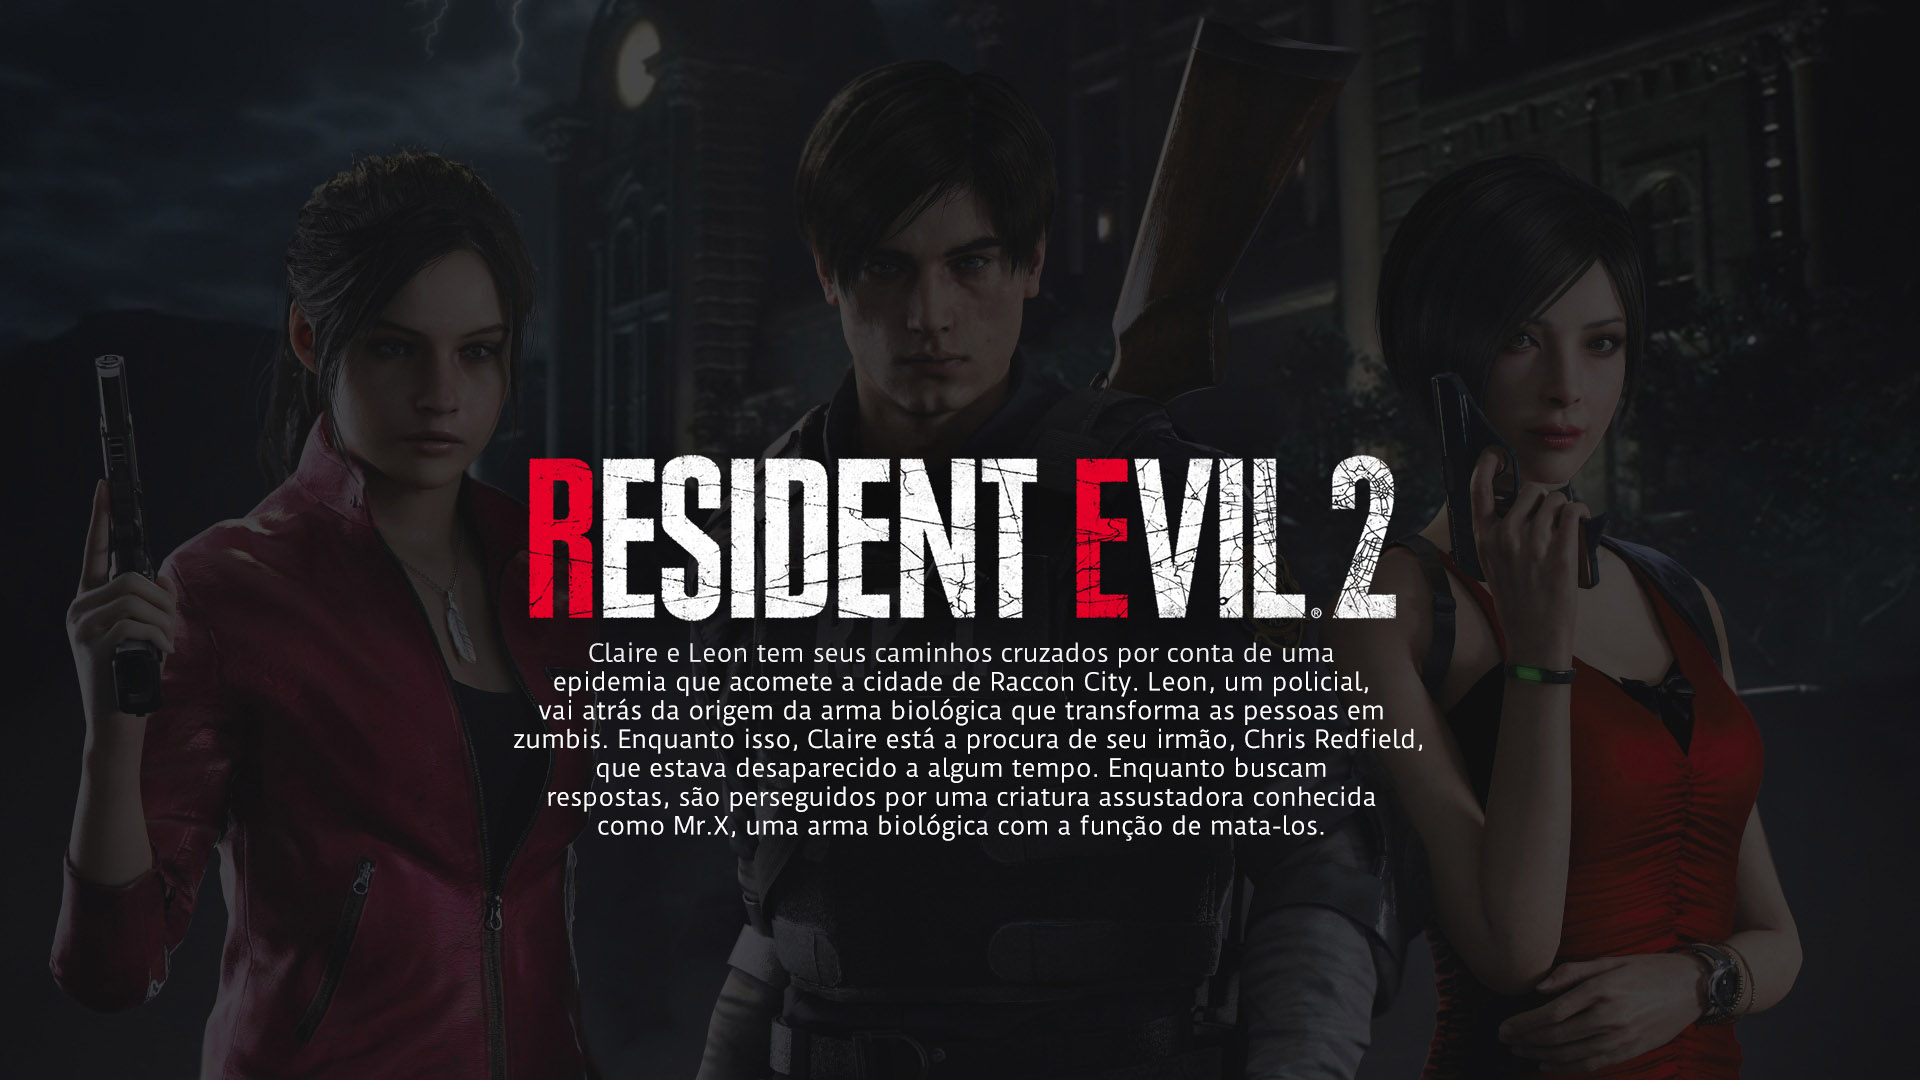 RESIDENT EVIL® 2
Claire e Leon tem seus caminhos cruzados por conta de uma
epidemia que acomete a cidade de Raccon City. Leon, um policial,
vai atrás da origem da arma biológica que transforma as pessoas em
zumbis. Enquanto isso, Claire está a procura de seu irmão, Chris Redfield,
que estava desaparecido a algum tempo. Enquanto buscam
respostas, são perseguidos por uma criatura assustadora conhecida
como Mr.X, uma arma biológica com a função de mata-los.